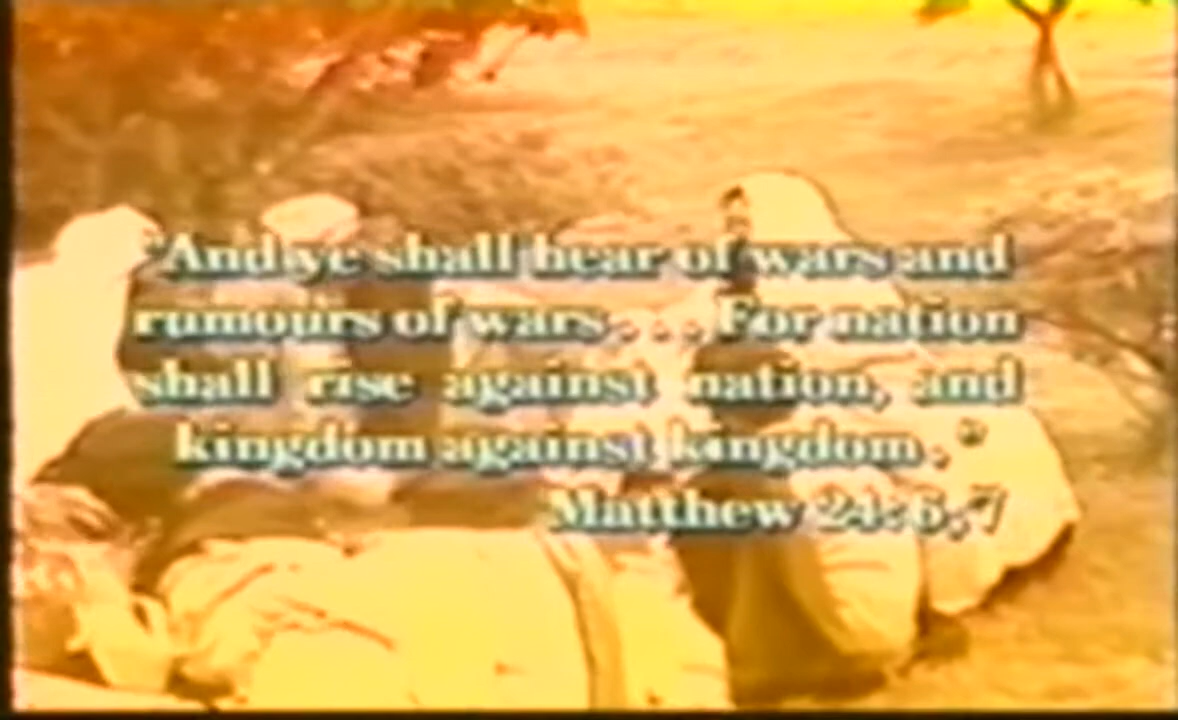 "And ye shall hear of wars and
rumours of wars . . . For nation
shall rise against nation, and
kingdom against kingdom."
Matthew 24:6,7